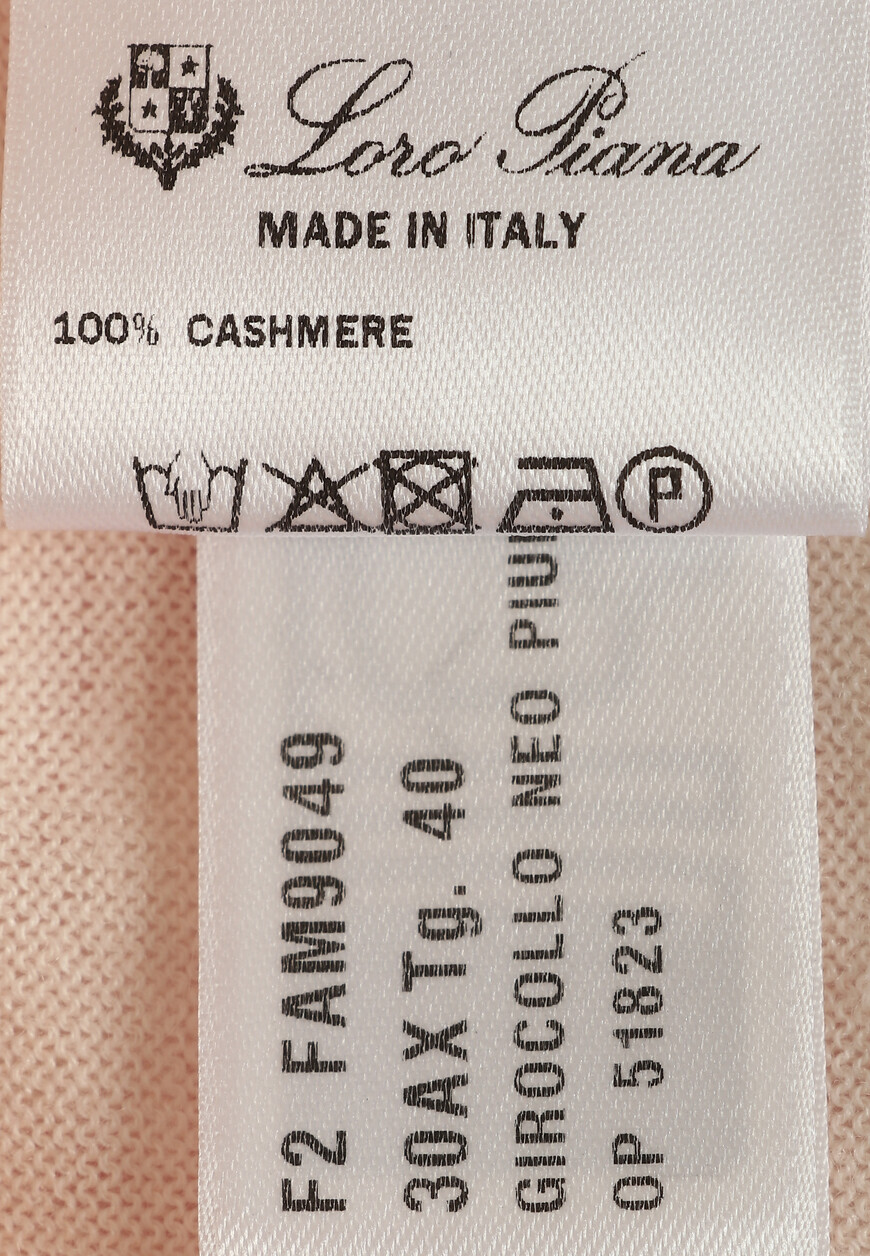 Loro Piana
MADE IN ITALY
100% CASHMERE
P
F2 FAM9049
30AX Tg. 40
GIROCOLLO NEO PIU
OP 51823